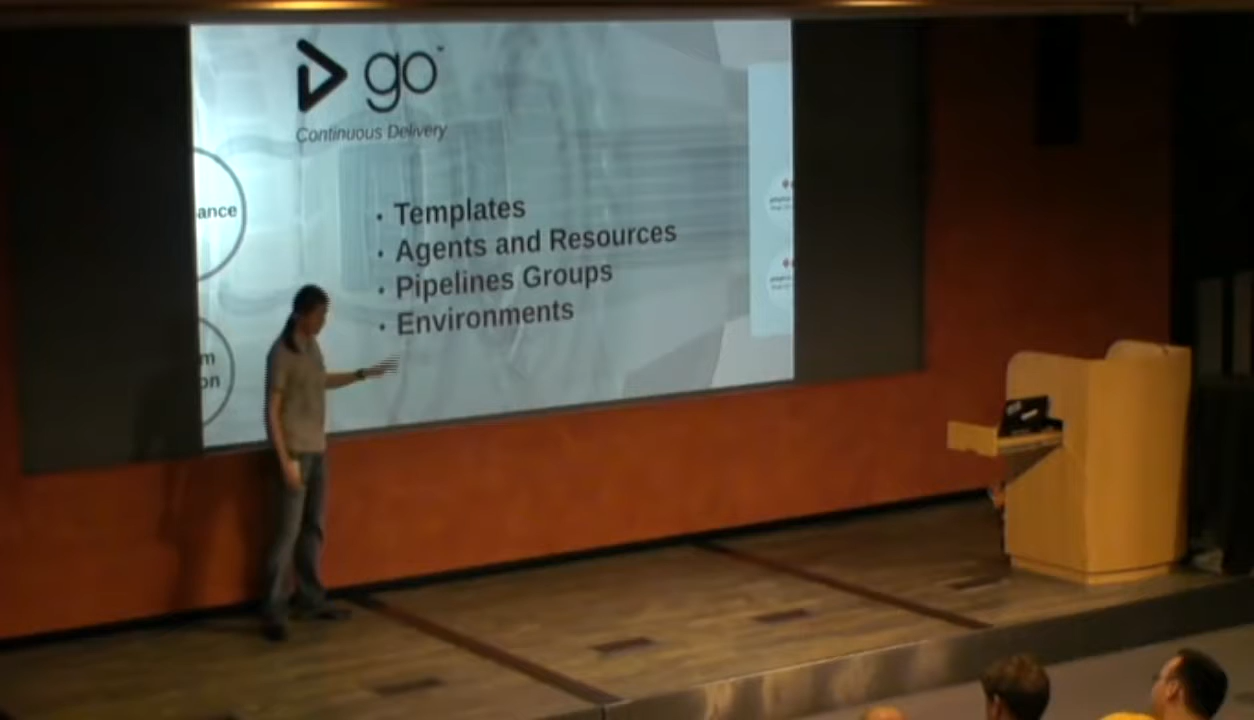 go
Continuous Delivery
ance
Templates
Agents and Resources
Pipelines Groups
Environments
m
on